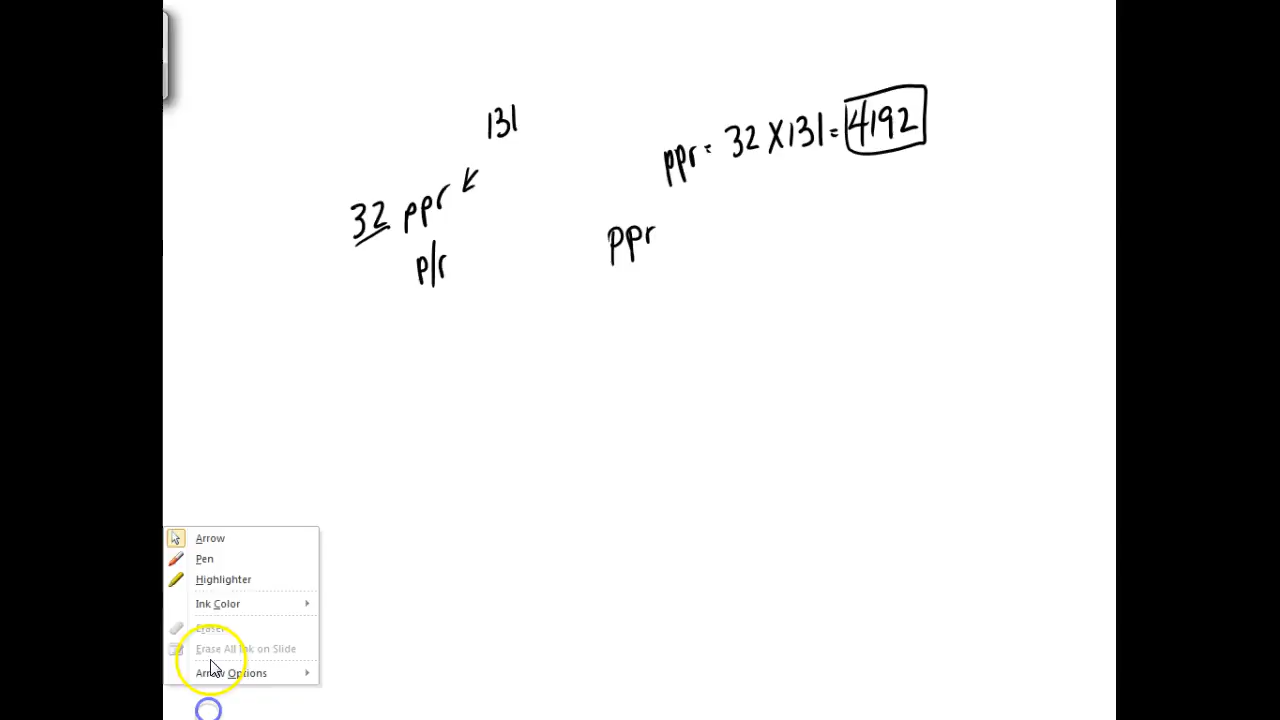 131
32 ppr
p/r
ppr = 32 X 131 = 4192
ppr
Arrow
Pen
Highlighter
Ink Color
Eraser
Erase All Ink on Slide
Arrow Options